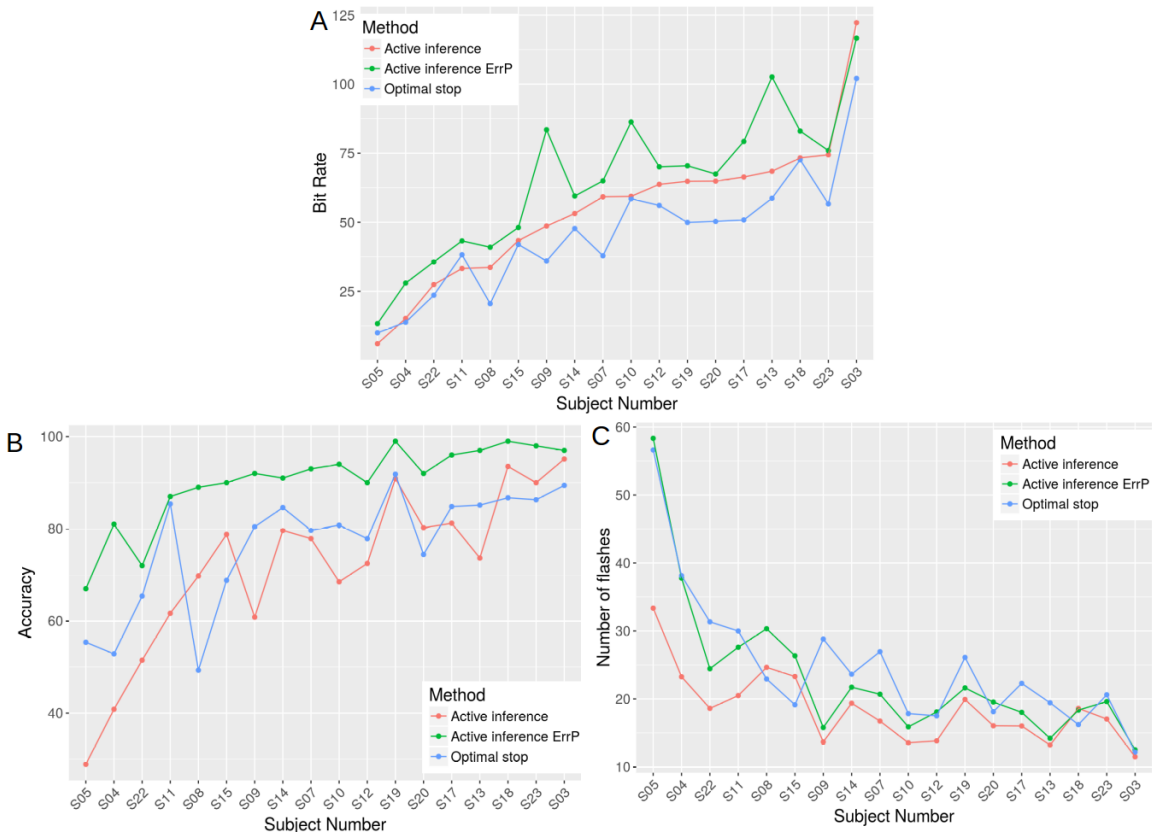 A
Method
Active inference
Active inference ErrP
Optimal stop
125
100
75
50
25
Bit Rate
S05 S04 S22 S11 S08 S15 S09 S14 S07 S10 S12 S19 S20 S17 S13 S18 S23 S03
Subject Number
B
100
80
60
40
Accuracy
Method
Active inference
Active inference ErrP
Optimal stop
S05 S04 S22 S11 S08 S15 S09 S14 S07 S10 S12 S19 S20 S17 S13 S18 S23 S03
Subject Number
C
60
50
40
30
20
10
Number of flashes
Method
Active inference
Active inference ErrP
Optimal stop
S05 S04 S22 S11 S08 S15 S09 S14 S07 S10 S12 S19 S20 S17 S13 S18 S23 S03
Subject Number